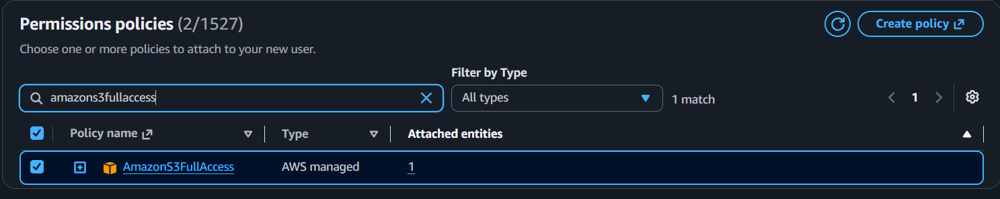 Permissions policies (2/1527)
Create policy
Choose one or more policies to attach to your new user.
Filter by Type
amazons3fullaccess
All types
1 match
1
Policy name
Type
Attached entities
AmazonS3FullAccess
AWS managed
1